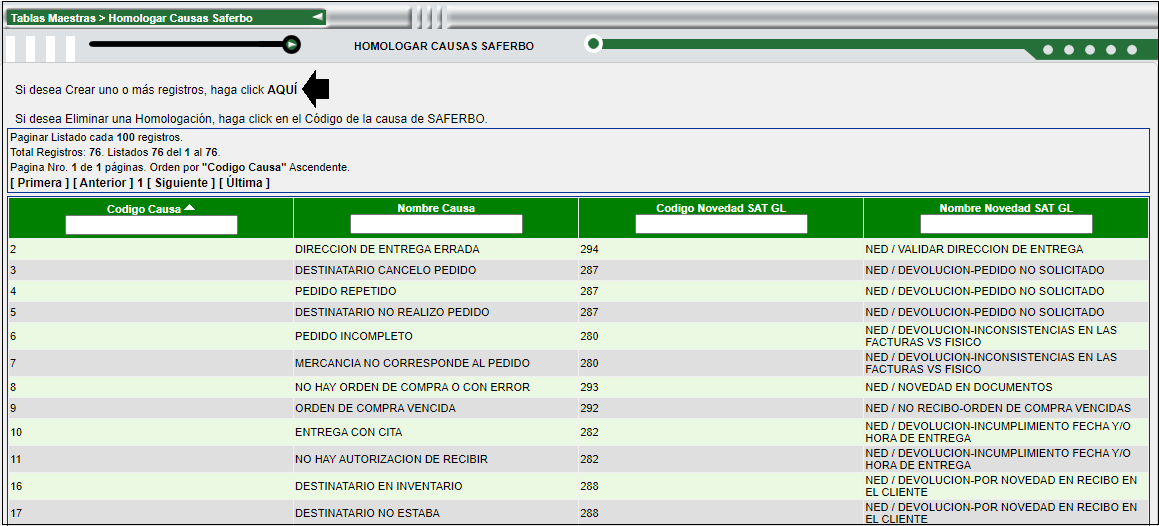 Tablas Maestras > Homologar Causas Saferbo
HOMOLOGAR CAUSAS SAFERBO
Si desea Crear uno o más registros, haga click AQUÍ
Si desea Eliminar una Homologación, haga click en el Código de la causa de SAFERBO.
Paginar Listado cada 100 registros.
Total Registros: 76. Listados 76 del 1 al 76.
Pagina Nro. 1 de 1 páginas. Orden por "Codigo Causa" Ascendente.
[ Primera ] [ Anterior ] 1 [ Siguiente ] [ Última ]
Codigo Causa Nombre Causa Codigo Novedad SAT GL Nombre Novedad SAT GL
2 DIRECCION DE ENTREGA ERRADA 294 NED / VALIDAR DIRECCION DE ENTREGA
3 DESTINATARIO CANCELO PEDIDO 287 NED / DEVOLUCION-PEDIDO NO SOLICITADO
4 PEDIDO REPETIDO 287 NED / DEVOLUCION-PEDIDO NO SOLICITADO
5 DESTINATARIO NO REALIZO PEDIDO 287 NED / DEVOLUCION-PEDIDO NO SOLICITADO
6 PEDIDO INCOMPLETO 280 NED / DEVOLUCION-INCONSISTENCIAS EN LAS
FACTURAS VS FISICO
7 MERCANCIA NO CORRESPONDE AL PEDIDO 280 NED / DEVOLUCION-INCONSISTENCIAS EN LAS
FACTURAS VS FISICO
8 NO HAY ORDEN DE COMPRA O CON ERROR 293 NED / NOVEDAD EN DOCUMENTOS
9 ORDEN DE COMPRA VENCIDA 292 NED / NO RECIBO-ORDEN DE COMPRA VENCIDAS
10 ENTREGA CON CITA 282 NED / DEVOLUCION-INCUMPLIMIENTO FECHA Y/O
HORA DE ENTREGA
11 NO HAY AUTORIZACION DE RECIBIR 282 NED / DEVOLUCION-INCUMPLIMIENTO FECHA Y/O
HORA DE ENTREGA
16 DESTINATARIO EN INVENTARIO 288 NED / DEVOLUCION-POR NOVEDAD EN RECIBO EN
EL CLIENTE
17 DESTINATARIO NO ESTABA 288 NED / DEVOLUCION-POR NOVEDAD EN RECIBO EN
EL CLIENTE